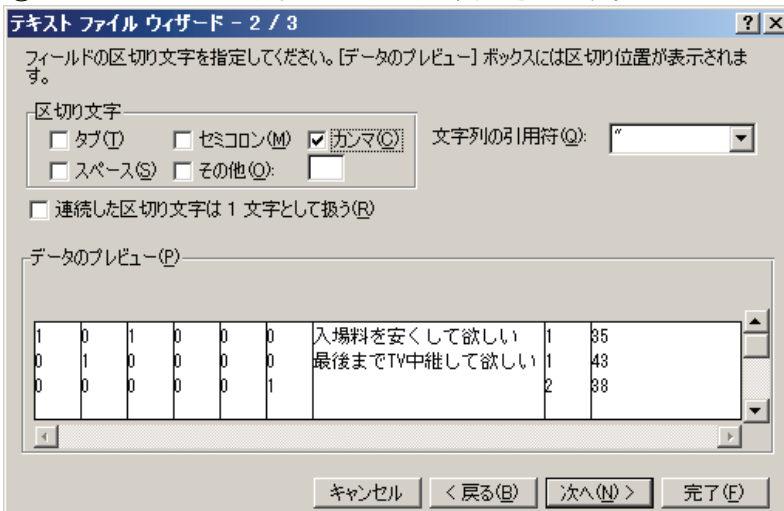 テキスト ファイル ウィザード - 2 / 3
フィールドの区切り文字を指定してください。[データのプレビュー] ボックスには区切り位置が表示されま
す。
区切り文字
タブ(T) セミコロン(M) カンマ(C) 文字列の引用符(Q): "
スペース(S) その他(O):
連続した区切り文字は 1 文字として扱う(R)
データのプレビュー(P)
1 0 1 0 0 0 入場料を安くして欲しい 1 35
0 1 0 0 0 0 最後までTV中継して欲しい 1 43
0 0 0 0 0 1 2 38
キャンセル < 戻る(B) 次へ(N) > 完了(F)